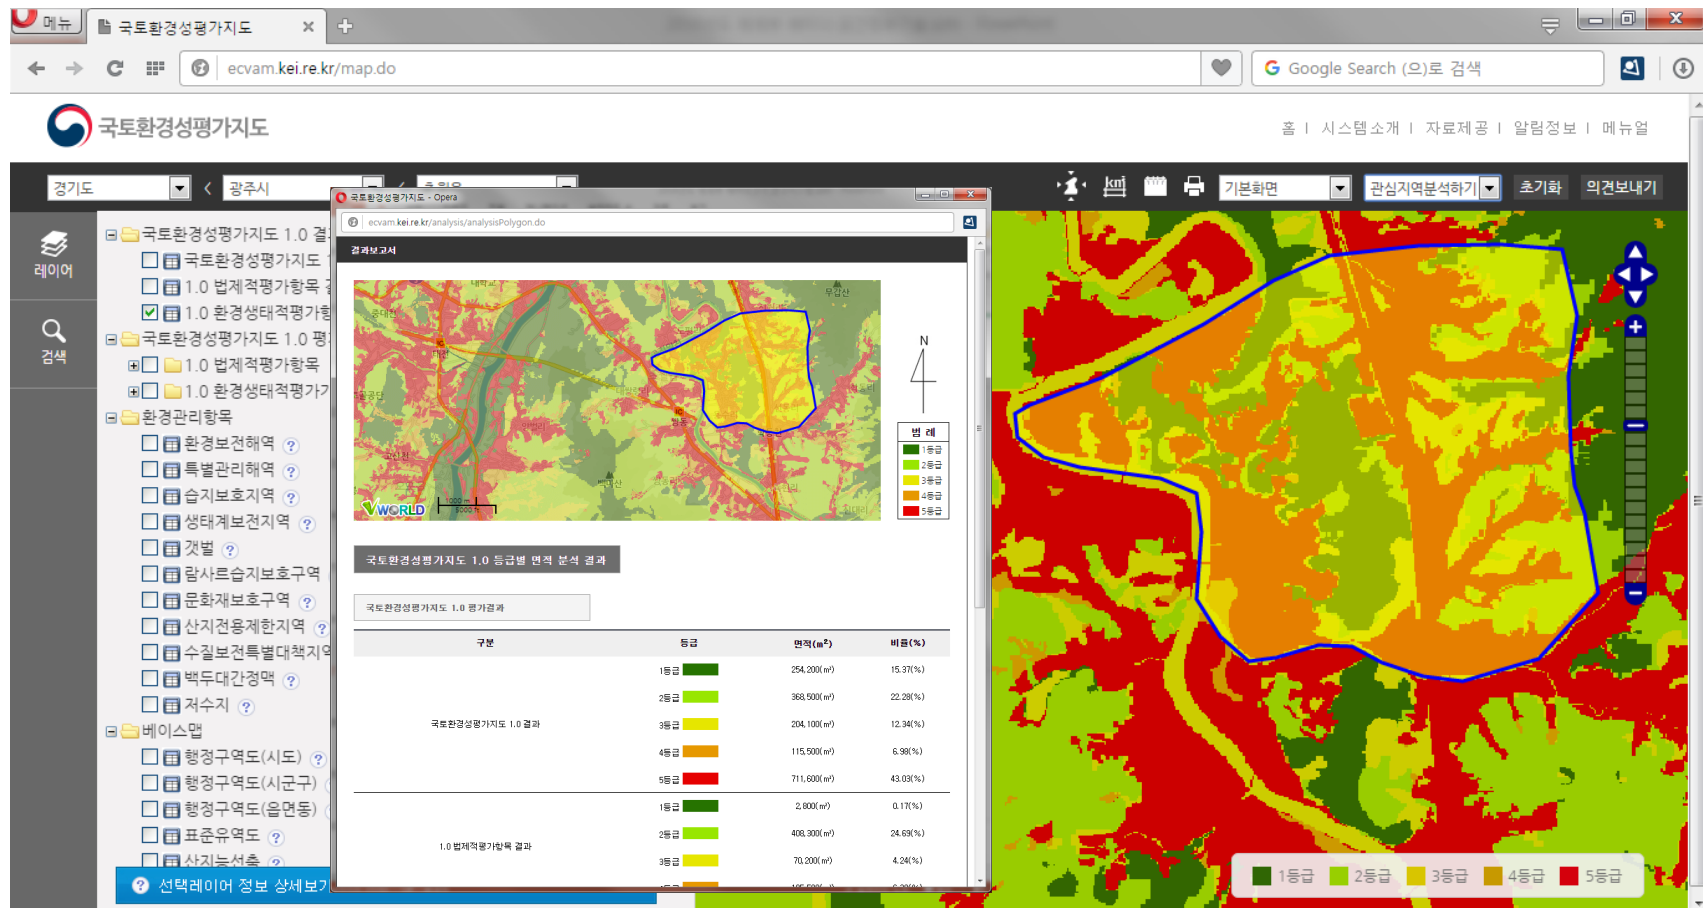 메뉴
국토환경성평가지도
ecvam.kei.re.kr/map.do
Google Search (으)로 검색
국토환경성평가지도
홈 | 시스템소개 | 자료제공 | 알림정보 | 메뉴얼
경기도 < 광주시 <
km
기본화면
관심지역분석하기
초기화
의견보내기
레이어
검색
국토환경성평가지도 1.0 결
국토환경성평가지도
1.0 법제적평가항목
1.0 환경생태적평가항
국토환경성평가지도 1.0 평
1.0 법제적평가항목
1.0 환경생태적평가
환경관리항목
환경보전해역 ?
특별관리해역 ?
습지보호지역 ?
생태계보전지역 ?
갯벌 ?
람사르습지보호구역
문화재보호구역 ?
산지전용제한지역 ?
수질보전특별대책지역
백두대간정맥 ?
저수지 ?
베이스맵
행정구역도(시도) ?
행정구역도(시군구)
행정구역도(읍면동)
표준유역도 ?
산지능선축 ?
? 선택레이어 정보 상세보기
국토환경성평가지도 - Opera
ecvam.kei.re.kr/analysis/analysisPolygon.do
결과보고서
무갑산
IC
IC
1000 m
5000 ft
VWORLD
N
범 례
1등급
2등급
3등급
4등급
5등급
국토환경성평가지도 1.0 등급별 면적 분석 결과
국토환경성평가지도 1.0 평가결과
구분 등급 면적(m²) 비율(%)
1등급 254,200(m²) 15.37(%)
2등급 368,500(m²) 22.28(%)
국토환경성평가지도 1.0 결과 3등급 204,100(m²) 12.34(%)
4등급 115,500(m²) 6.98(%)
5등급 711,600(m²) 43.03(%)
1등급 2,800(m²) 0.17(%)
2등급 408,300(m²) 24.69(%)
1.0 법제적평가항목 결과 3등급 70,200(m²) 4.24(%)
1등급 2등급 3등급 4등급 5등급